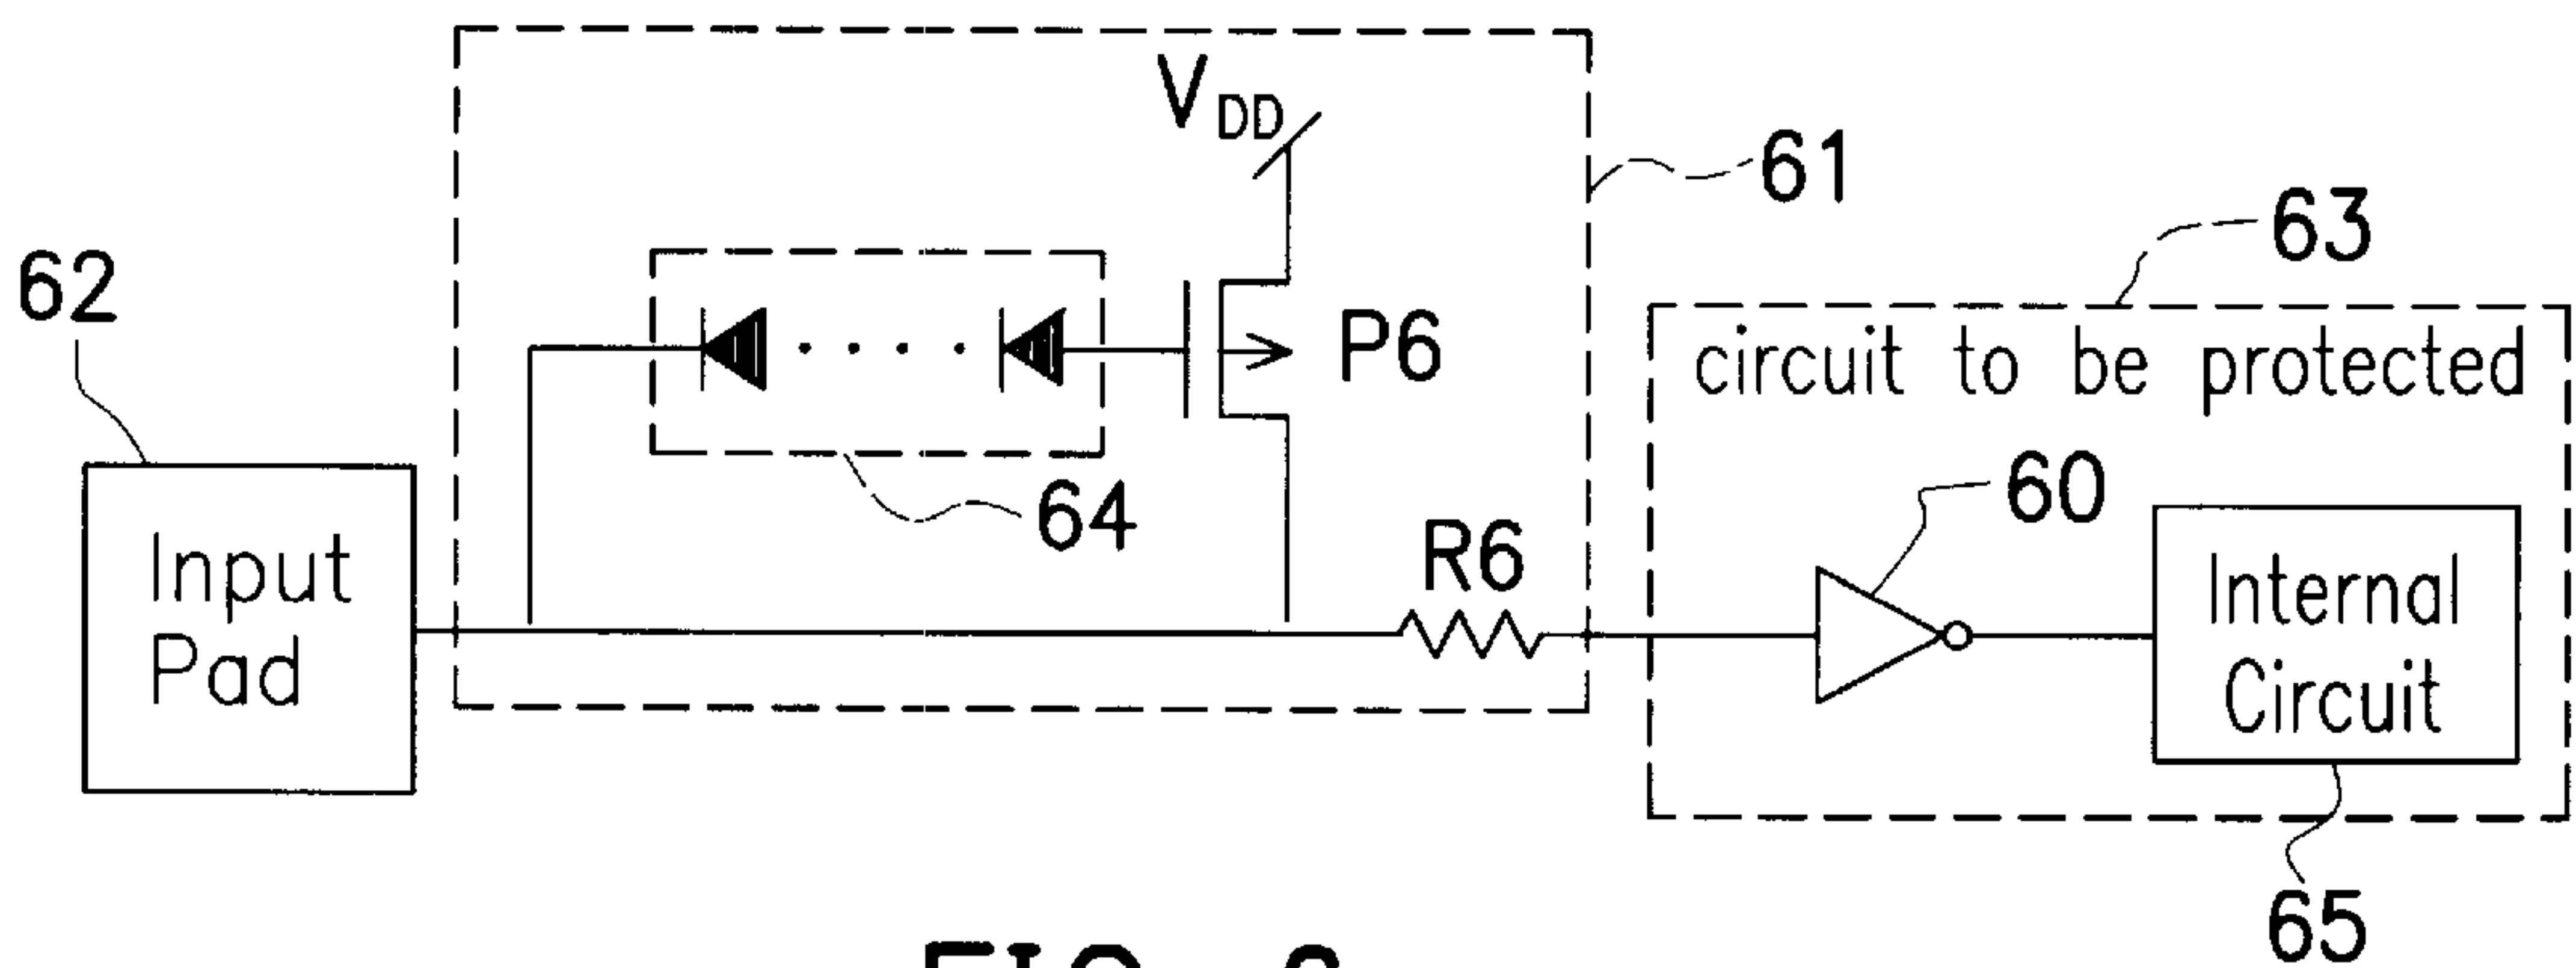 V_DD
61
63
62
P6
circuit to be protected
64
60
R6
Input
Pad
Internal
Circuit
65